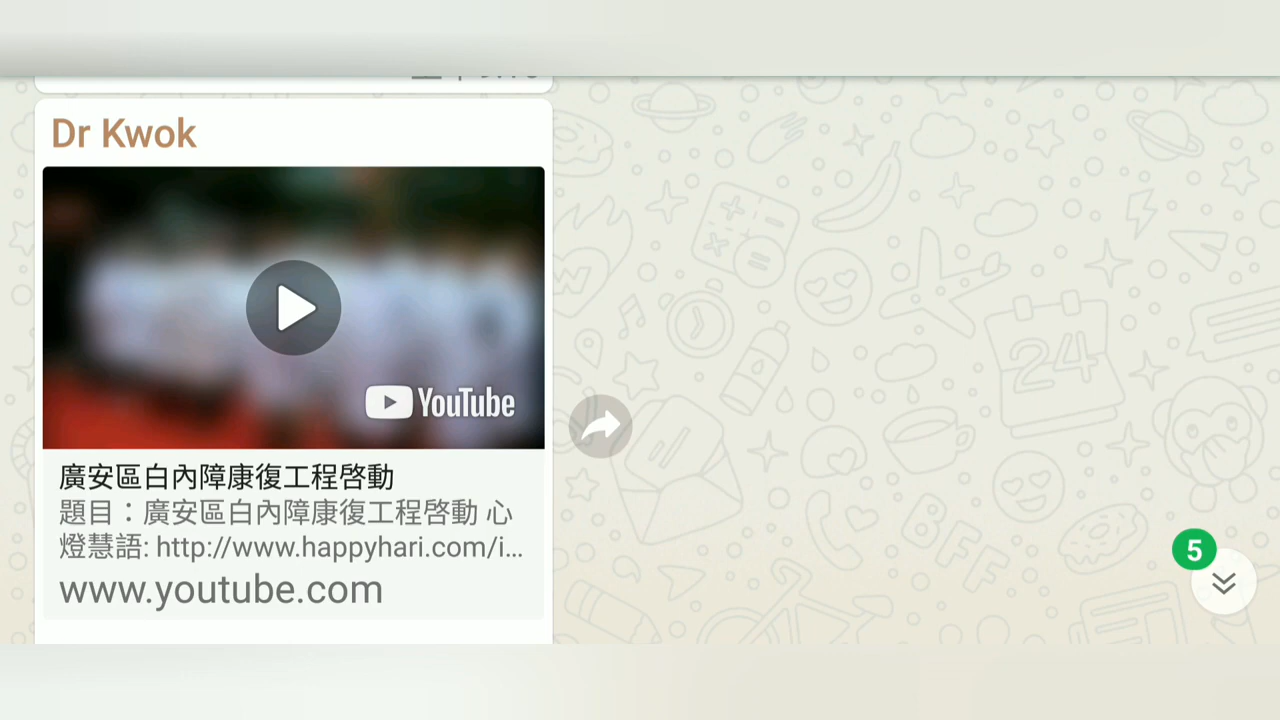 Dr Kwok
YouTube
廣安區白內障康復工程啓動
題目：廣安區白內障康復工程啓動 心
燈慧語: http://www.happyhari.com/i...
www.youtube.com
24
BFF
5